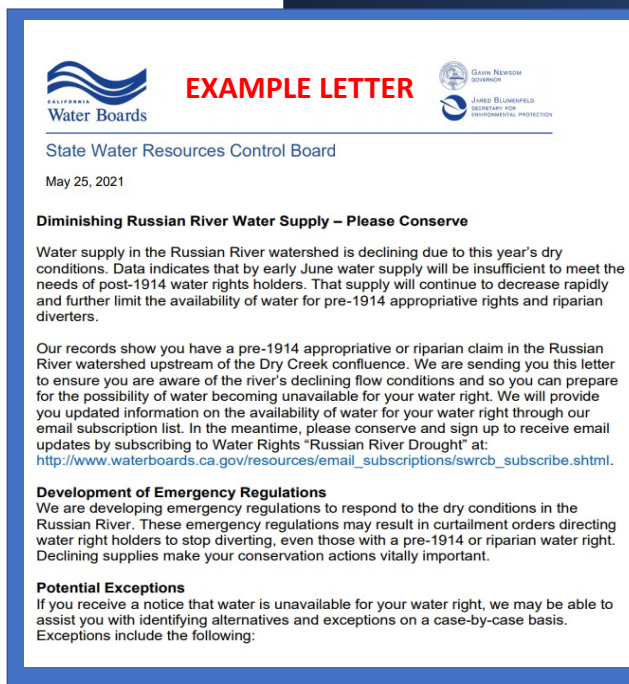 CALIFORNIA
Water Boards
EXAMPLE LETTER
GAVIN NEWSOM
GOVERNOR
JARED BLUMENFELD
SECRETARY FOR
ENVIRONMENTAL PROTECTION
State Water Resources Control Board
May 25, 2021
Diminishing Russian River Water Supply – Please Conserve
Water supply in the Russian River watershed is declining due to this year's dry
conditions. Data indicates that by early June water supply will be insufficient to meet the
needs of post-1914 water rights holders. That supply will continue to decrease rapidly
and further limit the availability of water for pre-1914 appropriative rights and riparian
diverters.
Our records show you have a pre-1914 appropriative or riparian claim in the Russian
River watershed upstream of the Dry Creek confluence. We are sending you this letter
to ensure you are aware of the river's declining flow conditions and so you can prepare
for the possibility of water becoming unavailable for your water right. We will provide
you updated information on the availability of water for your water right through our
email subscription list. In the meantime, please conserve and sign up to receive email
updates by subscribing to Water Rights “Russian River Drought” at:
http://www.waterboards.ca.gov/resources/email_subscriptions/swrcb_subscribe.shtml.
Development of Emergency Regulations
We are developing emergency regulations to respond to the dry conditions in the
Russian River. These emergency regulations may result in curtailment orders directing
water right holders to stop diverting, even those with a pre-1914 or riparian water right.
Declining supplies make your conservation actions vitally important.
Potential Exceptions
If you receive a notice that water is unavailable for your water right, we may be able to
assist you with identifying alternatives and exceptions on a case-by-case basis.
Exceptions include the following: